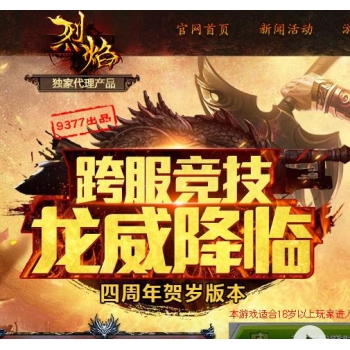 烈焰
官网首页 新闻活动
独家代理产品
9377出品
跨服竞技
龙威降临
四周年贺岁版本
本游戏适合18岁以上玩家进入